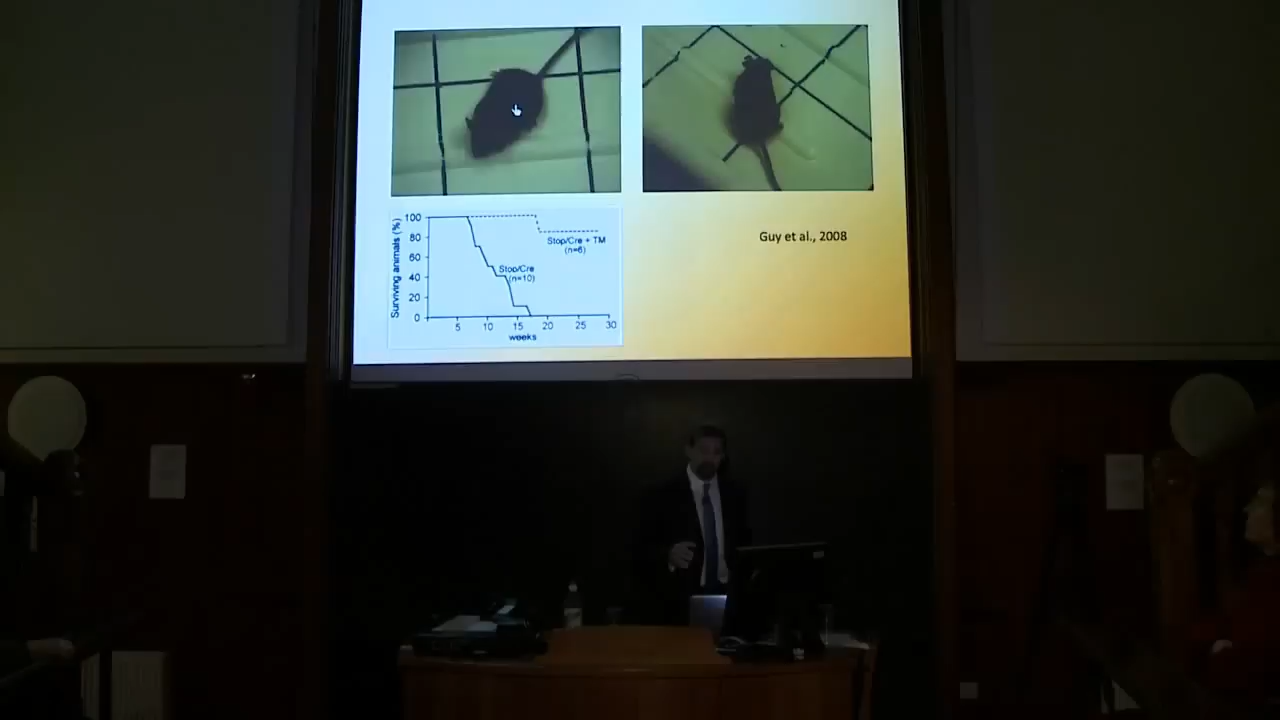 Surviving animals (%)
100
80
60
40
20
0
Stop/Cre + TM
(n=6)
Stop/Cre
(n=10)
5 10 15 20 25 30
weeks
Guy et al., 2008